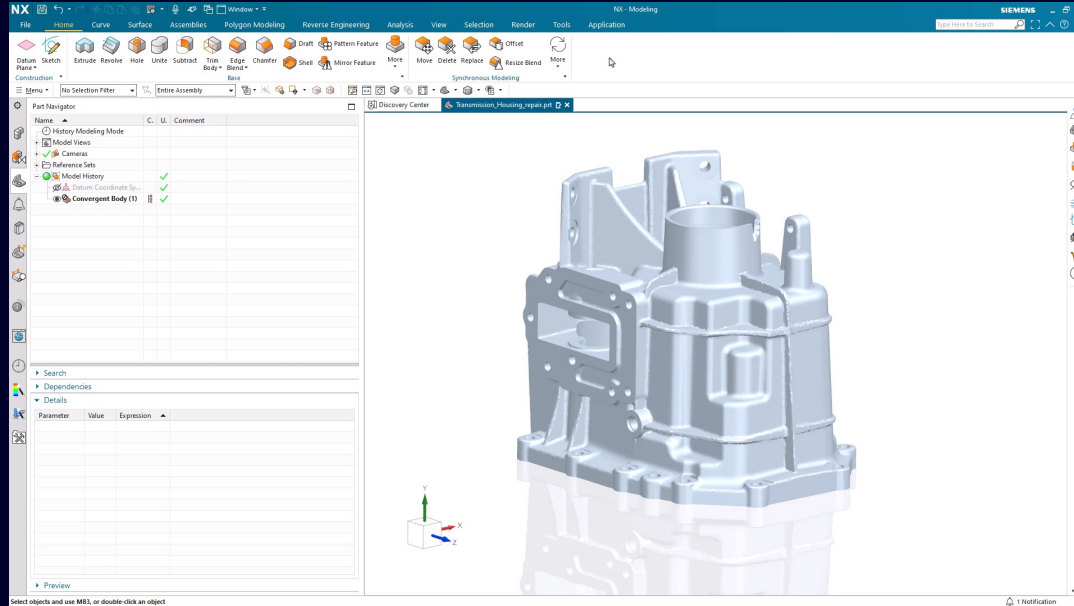 NX Window NX - Modeling SIEMENS
File Home Curve Surface Assemblies Polygon Modeling Reverse Engineering Analysis View Selection Render Tools Application Type Here to Search
Draft Pattern Feature Offset
Datum Plane Sketch Extrude Revolve Hole Unite Subtract Trim Body Edge Blend Chamfer Shell Mirror Feature More Move Delete Replace Resize Blend More
Construction Base Synchronous Modeling
Menu No Selection Filter Entire Assembly
Part Navigator Discovery Center Transmission_Housing_repair.prt
Name C. U. Comment
History Modeling Mode
Model Views
Cameras
Reference Sets
Model History
Datum Coordinate Sy...
Convergent Body (1)
Search
Dependencies
Details
Parameter Value Expression
Y
X
Z
Preview
Select objects and use MB3, or double-click an object 1 Notification